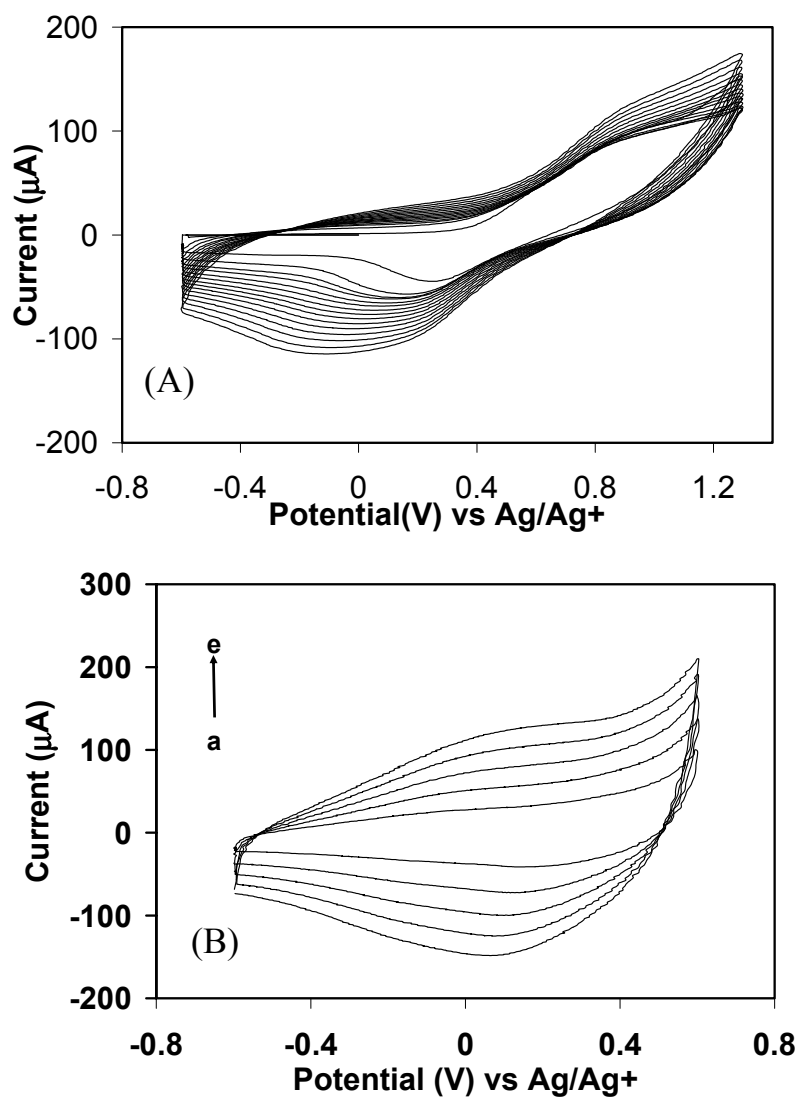 200
100
0
-100
-200
Current (μA)
(A)
-0.8 -0.4 0 0.4 0.8 1.2
Potential(V) vs Ag/Ag+
300
200
100
0
-100
-200
Current (μA)
e
a
(B)
-0.8 -0.4 0 0.4 0.8
Potential (V) vs Ag/Ag+